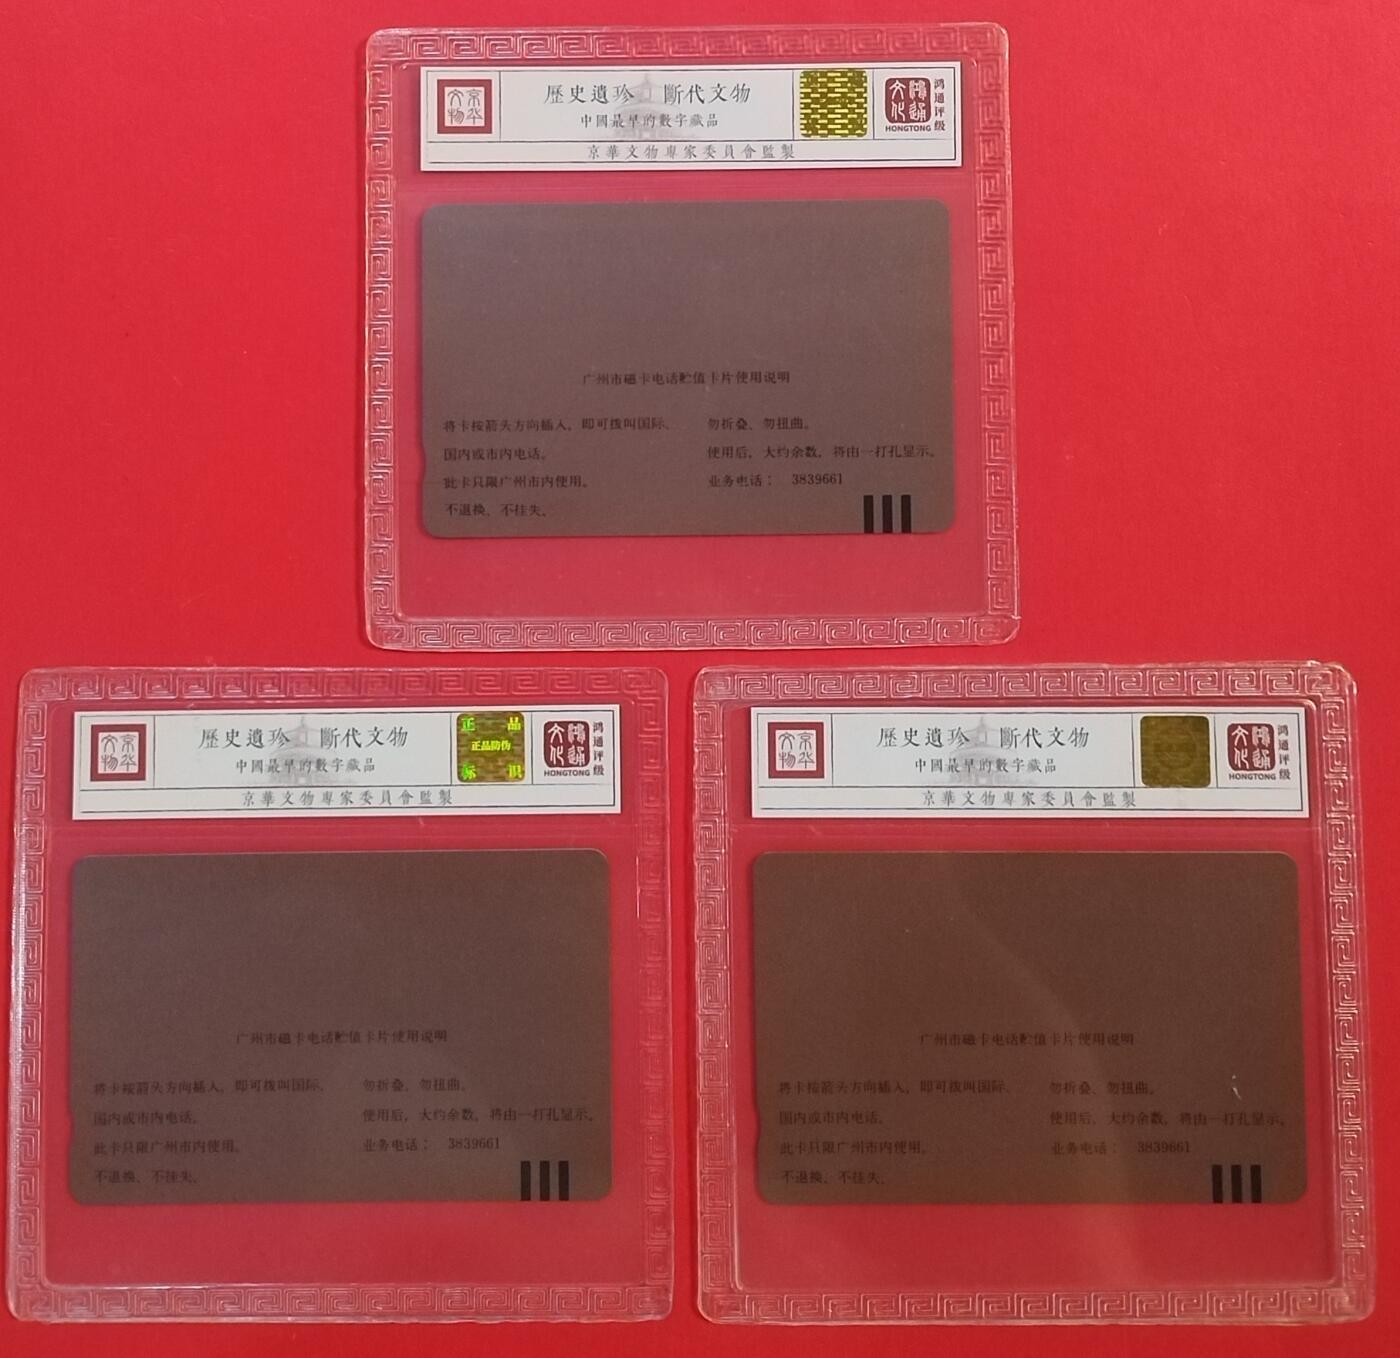 京华文物
歷史遺珍 斷代文物
中國最早的數字藏品
京華文物專家委員會監製
鸿通文化
HONGTONG
鸿通评级
广州市磁卡电话贮值卡片使用说明
将卡按箭头方向插入，即可拨叫国际、
国内或市内电话。
此卡只限广州市内使用。
不退换、不挂失。
勿折叠、勿扭曲。
使用后，大约余数，将由一打孔显示。
业务电话： 3839661
京华文物
歷史遺珍 斷代文物
中國最早的數字藏品
京華文物專家委員會監製
正品
正品防伪
标识
鸿通文化
HONGTONG
鸿通评级
广州市磁卡电话贮值卡片使用说明
将卡按箭头方向插入，即可拨叫国际、
国内或市内电话。
此卡只限广州市内使用。
不退换、不挂失。
勿折叠、勿扭曲。
使用后，大约余数，将由一打孔显示。
业务电话： 3839661
京华文物
歷史遺珍 斷代文物
中國最早的數字藏品
京華文物專家委員會監製
鸿通文化
HONGTONG
鸿通评级
广州市磁卡电话贮值卡片使用说明
将卡按箭头方向插入，即可拨叫国际、
国内或市内电话。
此卡只限广州市内使用。
不退换、不挂失。
勿折叠、勿扭曲。
使用后，大约余数，将由一打孔显示。
业务电话： 3839661